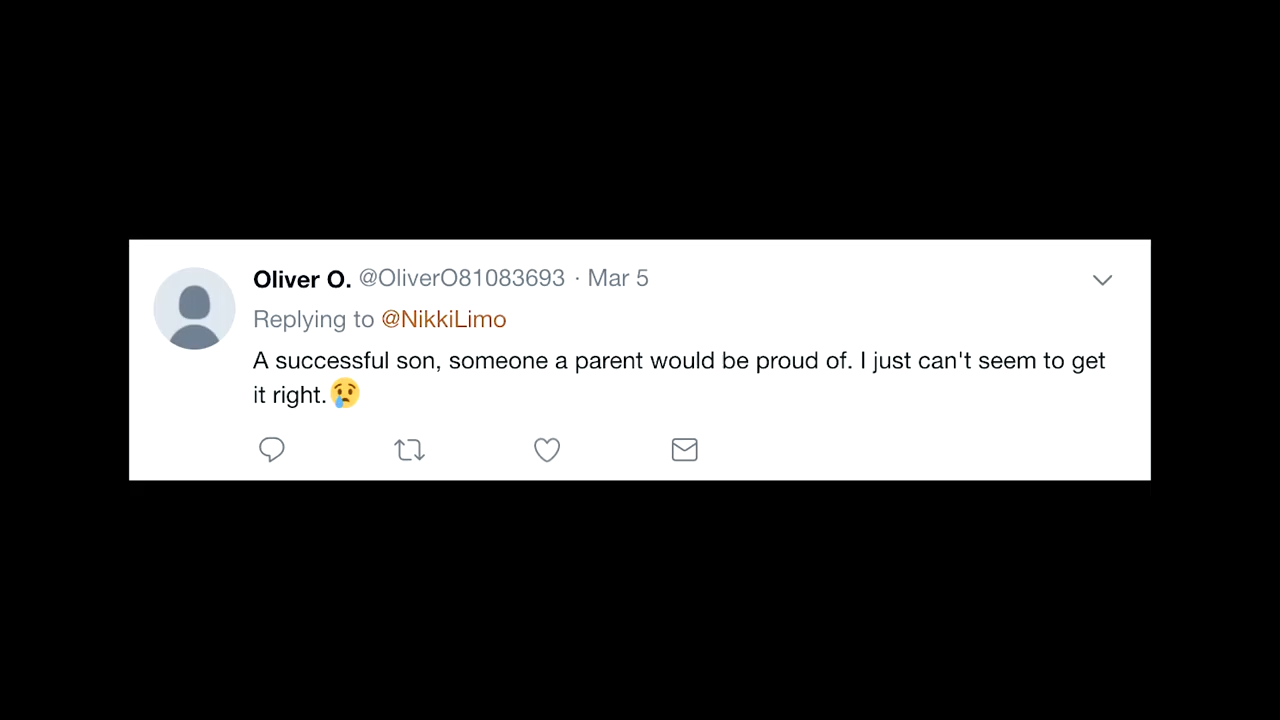 Oliver O. @OliverO81083693 · Mar 5
Replying to @NikkiLimo
A successful son, someone a parent would be proud of. I just can't seem to get
it right.😢